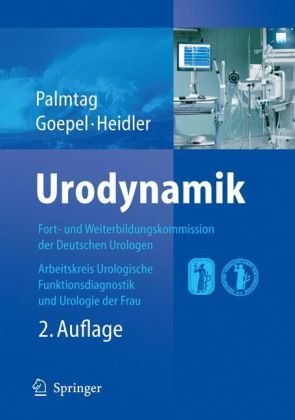 Palmtag
Goepel · Heidler
Urodynamik
Fort- und Weiterbildungskommission
der Deutschen Urologen
Arbeitskreis Urologische
Funktionsdiagnostik
und Urologie der Frau
2. Auflage
Springer